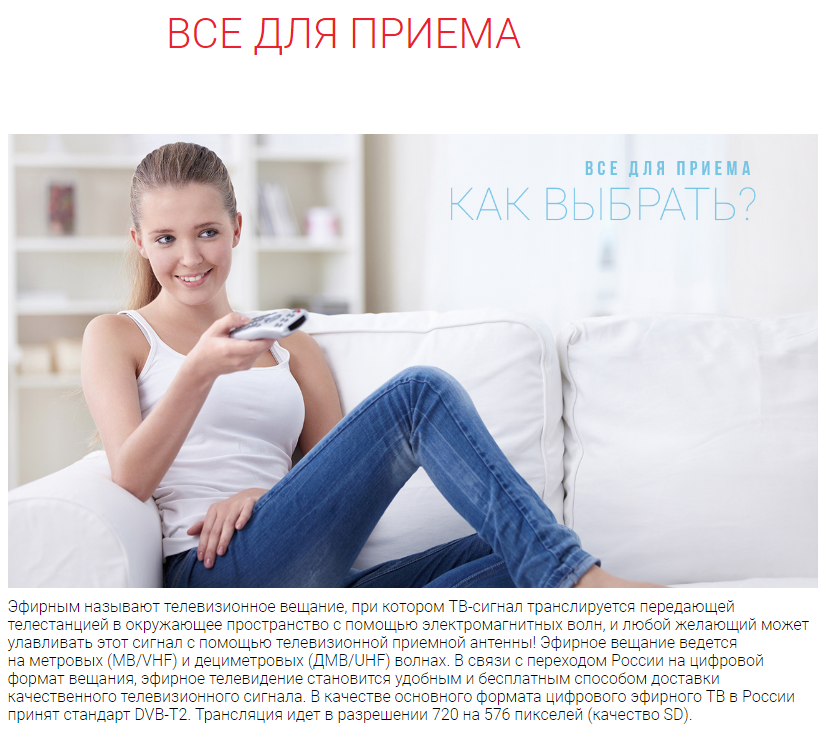 ВСЕ ДЛЯ ПРИЕМА
ВСЕ ДЛЯ ПРИЕМА
КАК ВЫБРАТЬ?
Эфирным называют телевизионное вещание, при котором ТВ-сигнал транслируется передающей
телестанцией в окружающее пространство с помощью электромагнитных волн, и любой желающий может
улавливать этот сигнал с помощью телевизионной приемной антенны! Эфирное вещание ведется
на метровых (МВ/VHF) и дециметровых (ДМВ/UHF) волнах. В связи с переходом России на цифровой
формат вещания, эфирное телевидение становится удобным и бесплатным способом доставки
качественного телевизионного сигнала. В качестве основного формата цифрового эфирного ТВ в России
принят стандарт DVB-T2. Трансляция идет в разрешении 720 на 576 пикселей (качество SD).